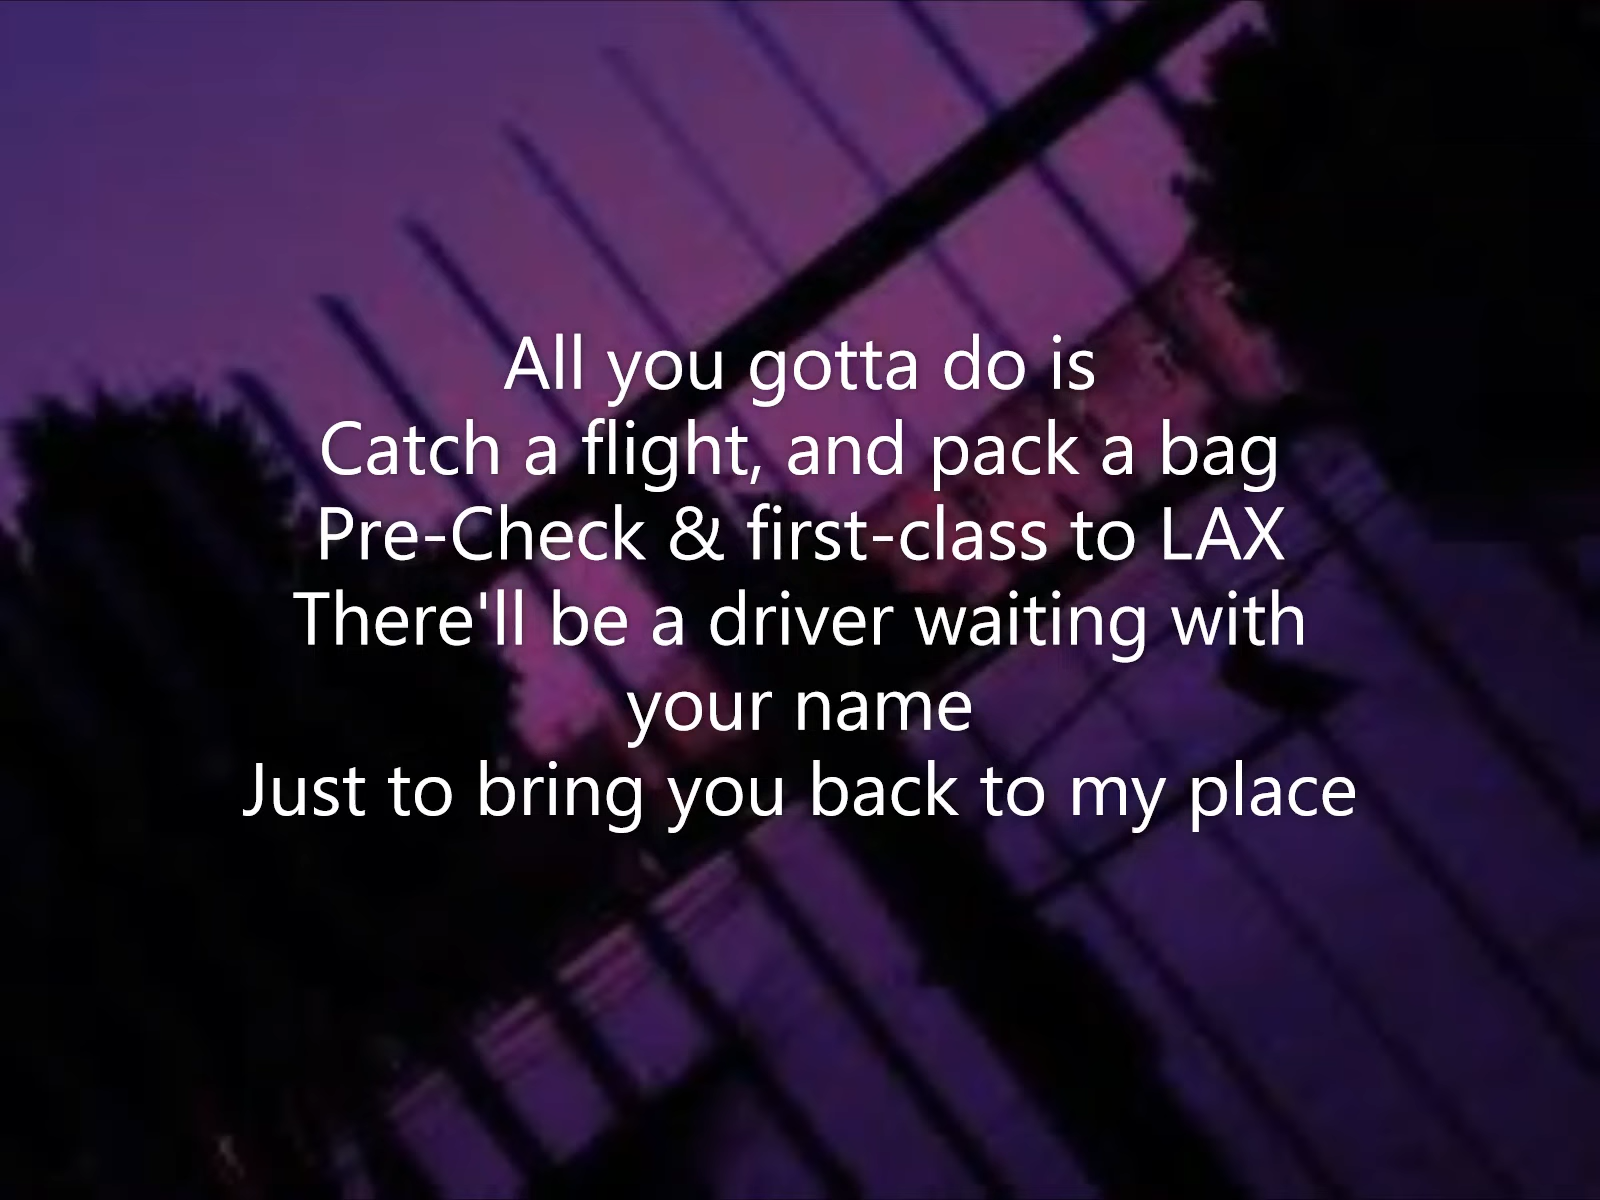 All you gotta do is
Catch a flight, and pack a bag
Pre-Check & first-class to LAX
There'll be a driver waiting with
your name
Just to bring you back to my place